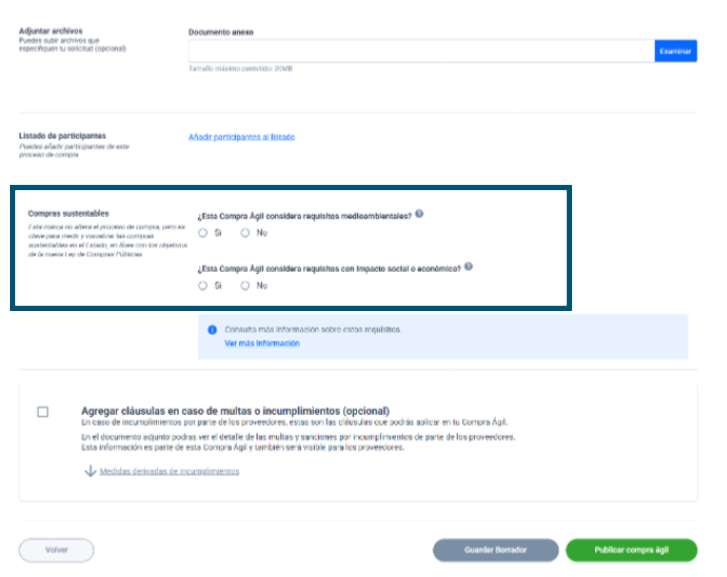 Adjuntar archivos
Puedes subir archivos que
especifiquen tu solicitud (opcional)
Documento anexo
Examinar
Tamaño máximo permitido: 20MB
Listado de participantes
Puedes añadir participantes de este
proceso de compra
Añadir participantes al listado
Compras sustentables
Esta marca no altera el proceso de compra, pero es
clave para medir y visualizar las compras
sustentables en el Estado, en línea con los objetivos
de la nueva Ley de Compras Públicas
¿Esta Compra Ágil considera requisitos medioambientales?
Si No
¿Esta Compra Ágil considera requisitos con impacto social o económico?
Si No
Consulta más información sobre estos requisitos.
Ver más información
Agregar cláusulas en caso de multas o incumplimientos (opcional)
En caso de incumplimientos por parte de los proveedores, estas son las cláusulas que podrás aplicar en tu Compra Ágil.
En el documento adjunto podras ver el detalle de las multas y sanciones por incumplimientos de parte de los proveedores.
Esta información es parte de esta Compra Ágil y también será visible para los proveedores.
Medidas derivadas de incumplimientos
Volver
Guardar Borrador
Publicar compra ágil